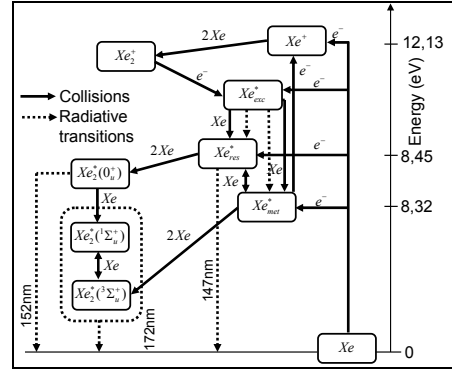 2Xe
Xe⁺
e⁻
12,13
Xe₂⁺
e⁻
e⁻
e⁻
Xe*exc
Collisions
Radiative
transitions
Xe
Xe
2Xe
Xe*res
e⁻
8,45
Xe₂*(0u⁺)
Xe
Xe
Xe*met
e⁻
8,32
Xe₂*(¹Σu⁺)
2Xe
Xe
Xe₂*(³Σu⁺)
152nm
172nm
147nm
Xe
0
Energy (eV)